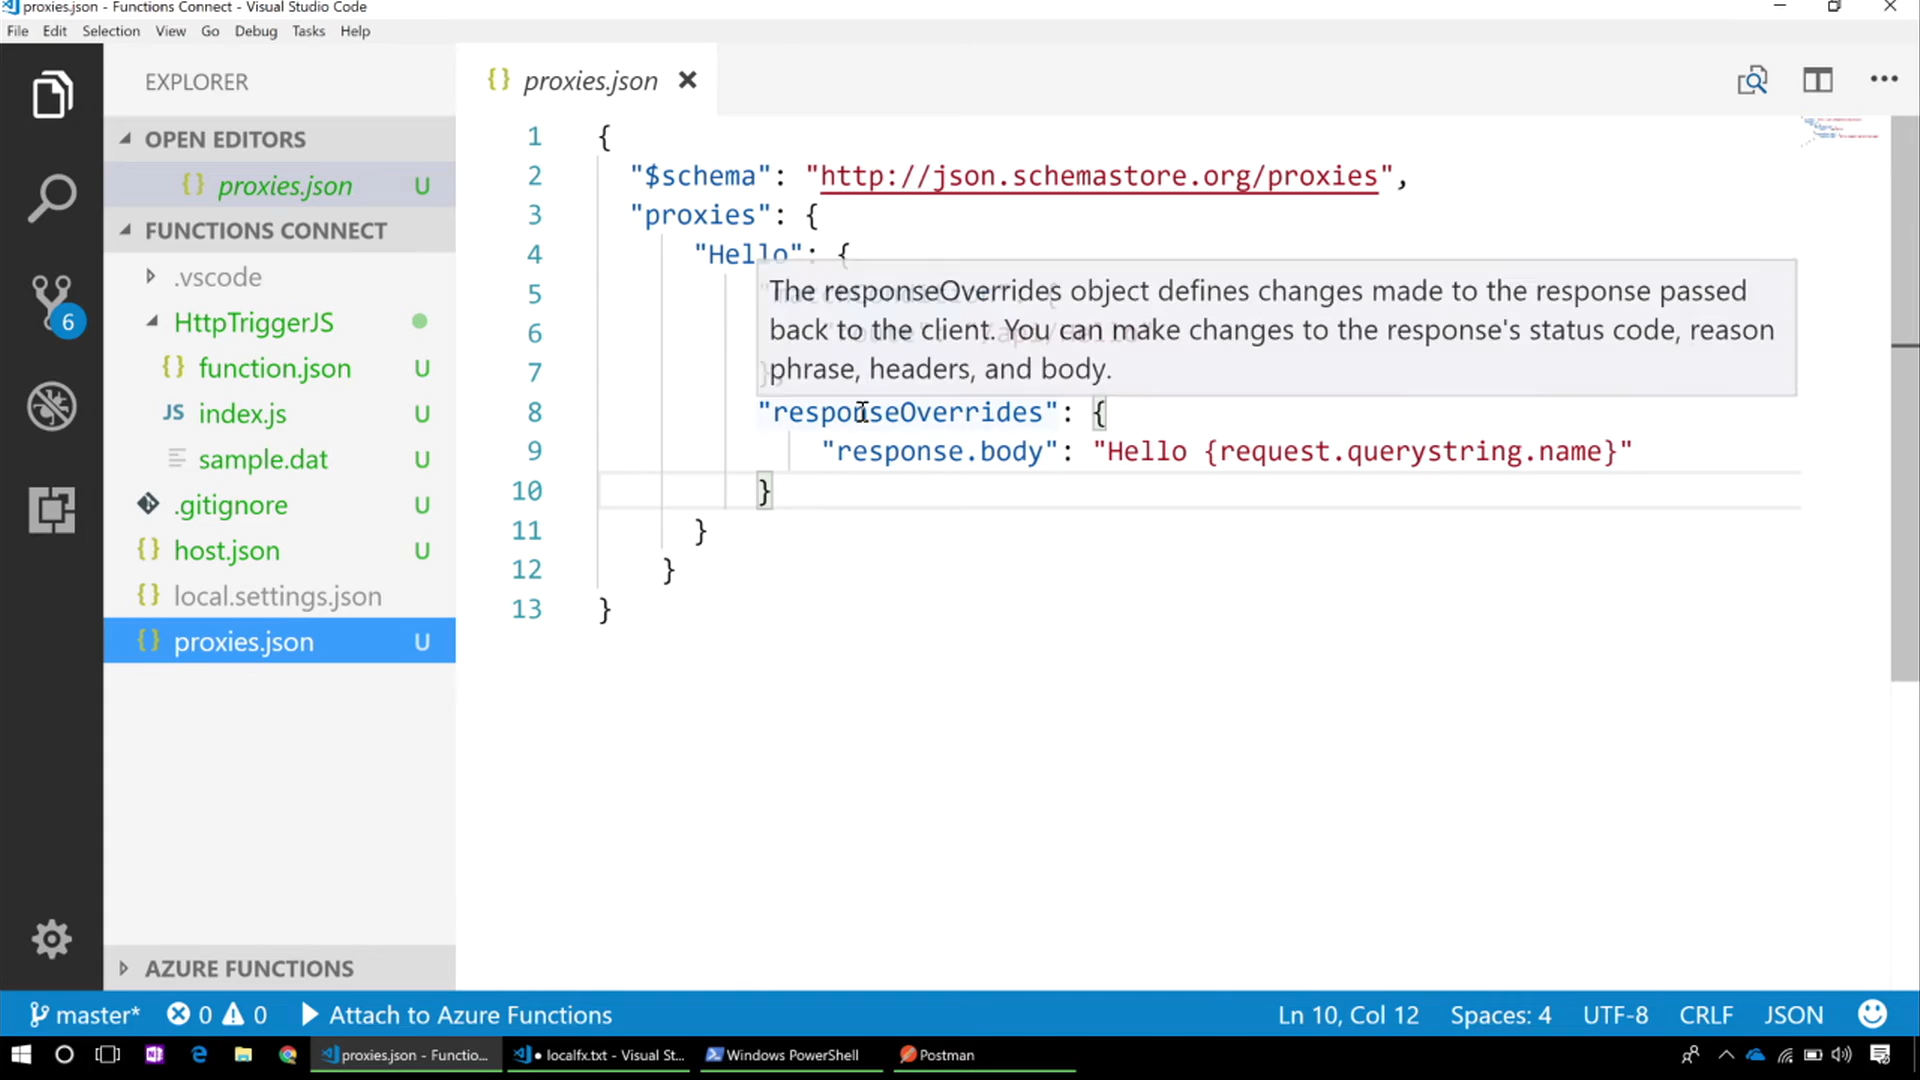 proxies.json - Functions Connect - Visual Studio Code
File Edit Selection View Go Debug Tasks Help
EXPLORER
OPEN EDITORS
proxies.json U
FUNCTIONS CONNECT
.vscode
HttpTriggerJS
function.json U
JS index.js U
sample.dat U
.gitignore U
host.json U
local.settings.json
proxies.json U
AZURE FUNCTIONS
6
proxies.json
1 {
2 "$schema": "http://json.schemastore.org/proxies",
3 "proxies": {
4 "Hello": {
5
6
7
The responseOverrides object defines changes made to the response passed
back to the client. You can make changes to the response's status code, reason
phrase, headers, and body.
8 "responseOverrides": {
9 "response.body": "Hello {request.querystring.name}"
10 }
11 }
12 }
13 }
master* 0 0 Attach to Azure Functions Ln 10, Col 12 Spaces: 4 UTF-8 CRLF JSON
proxies.json - Functio... localfx.txt - Visual St... Windows PowerShell Postman